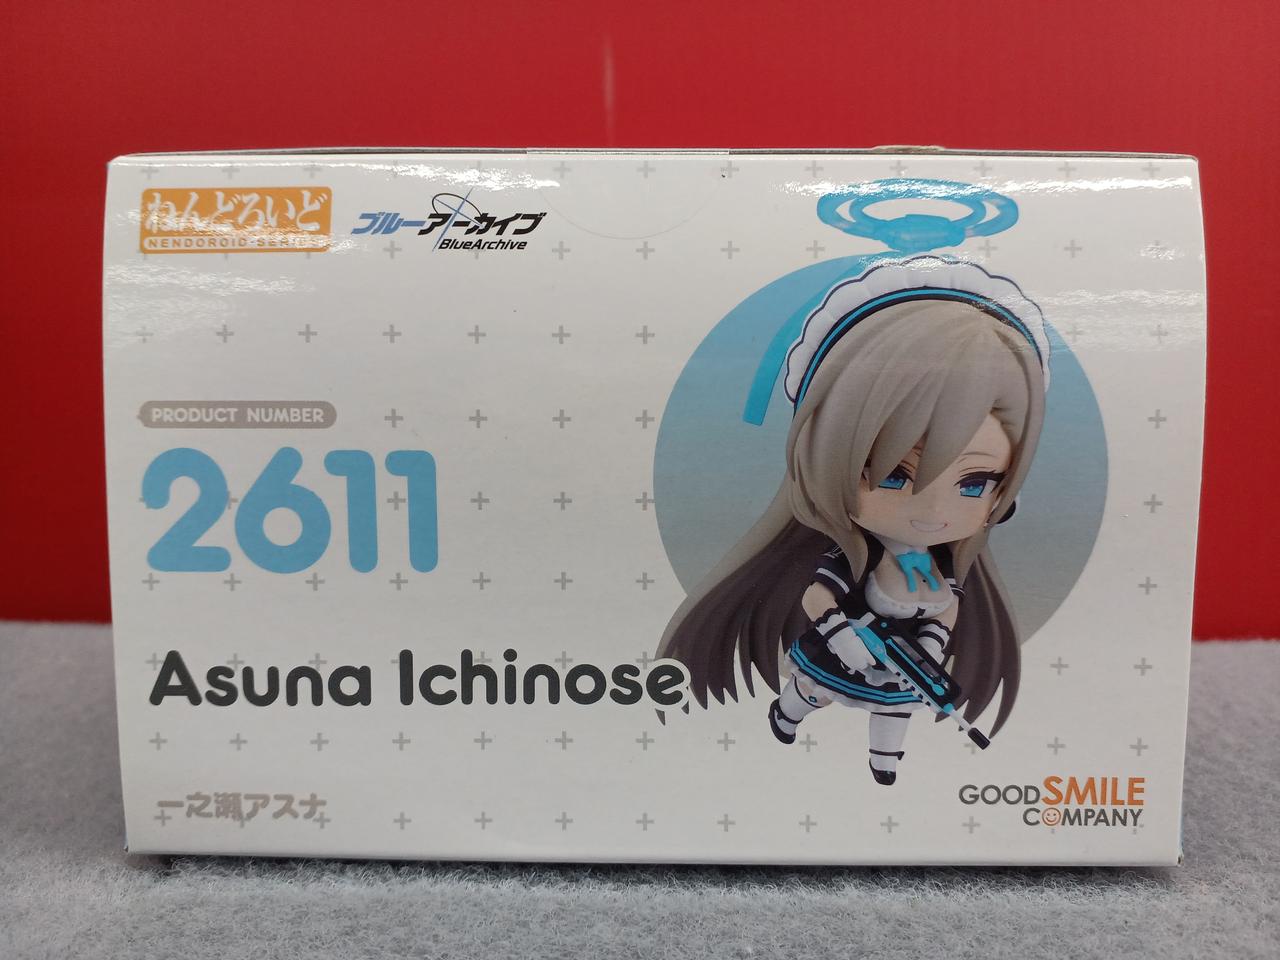 ねんどろいど
NENDOROID SERIES
ブルーアーカイブ
BlueArchive
PRODUCT NUMBER
2611
Asuna Ichinose
一之瀬アスナ
GOOD SMILE
COMPANY